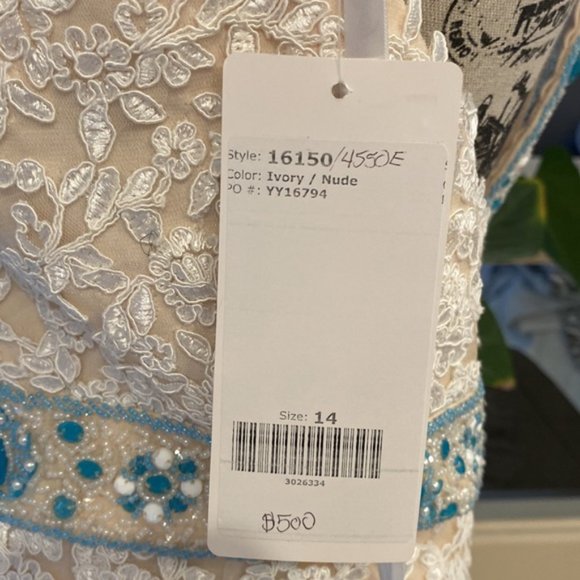 Style: 16150/4550E
Color: Ivory / Nude
PO #: YY16794
Size: 14
3026334
$500